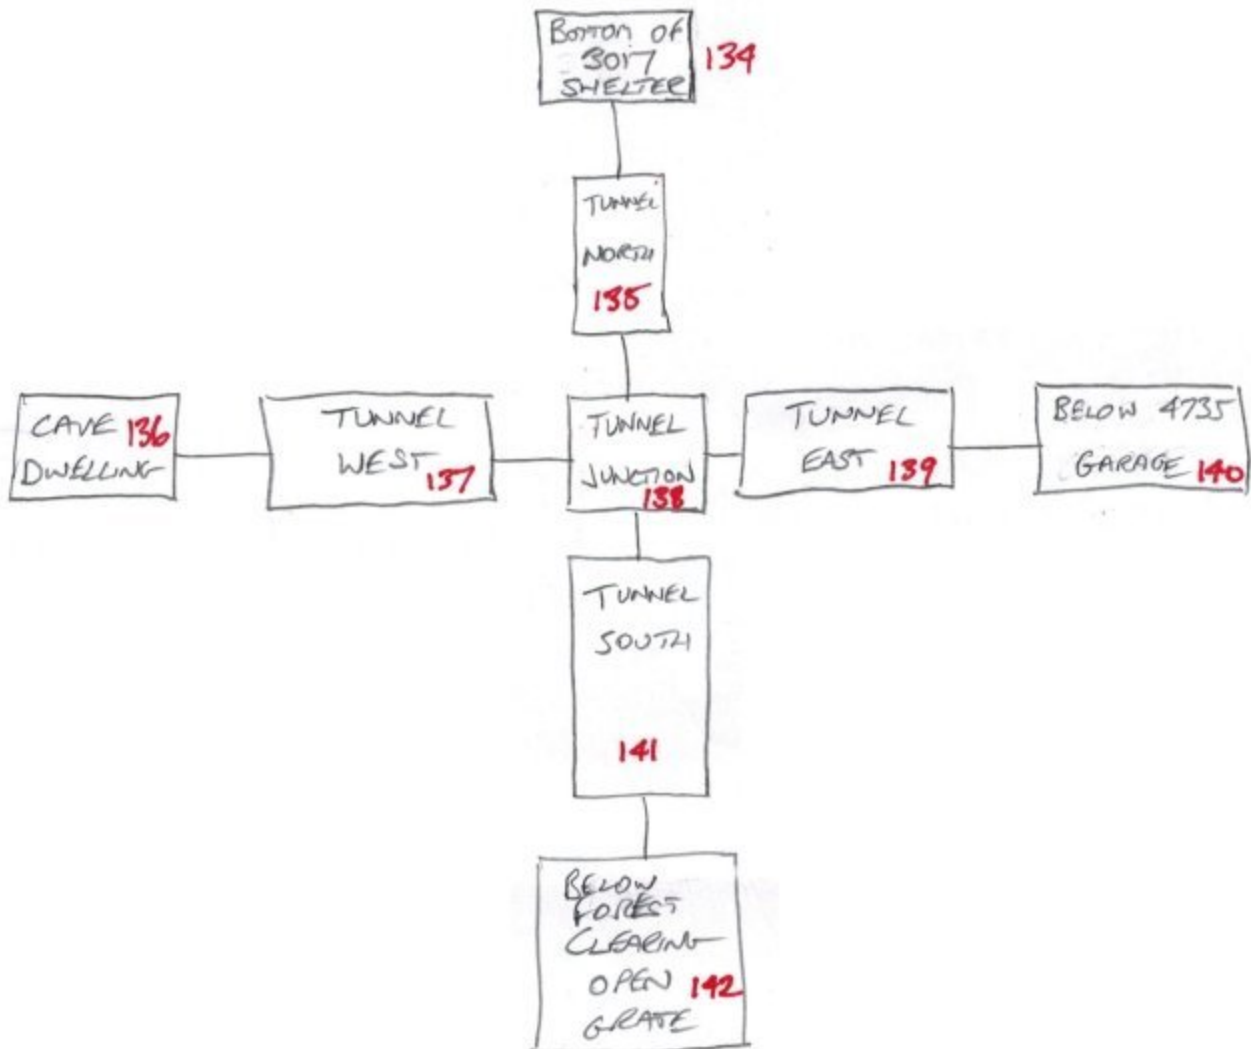 BOTTOM OF
3017
SHELTER
134
TUNNEL
NORTH
135
CAVE 136
DWELLING
TUNNEL
WEST 137
TUNNEL
JUNCTION
138
TUNNEL
EAST 139
BELOW 4735
GARAGE 140
TUNNEL
SOUTH
141
BELOW
FOREST
CLEARING
OPEN 142
GRATE